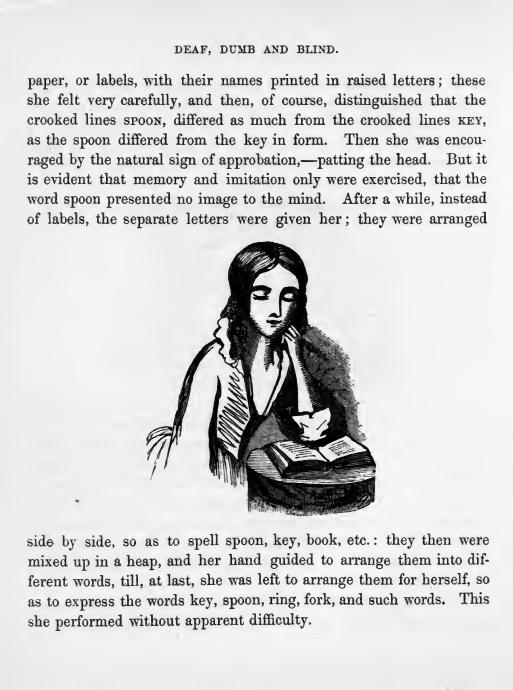 DEAF, DUMB AND BLIND.
paper, or labels, with their names printed in raised letters; these
she felt very carefully, and then, of course, distinguished that the
crooked lines SPOON, differed as much from the crooked lines KEY,
as the spoon differed from the key in form. Then she was encou-
raged by the natural sign of approbation,—patting the head. But it
is evident that memory and imitation only were exercised, that the
word spoon presented no image to the mind. After a while, instead
of labels, the separate letters were given her; they were arranged
side by side, so as to spell spoon, key, book, etc.: they then were
mixed up in a heap, and her hand guided to arrange them into dif-
ferent words, till, at last, she was left to arrange them for herself, so
as to express the words key, spoon, ring, fork, and such words. This
she performed without apparent difficulty.